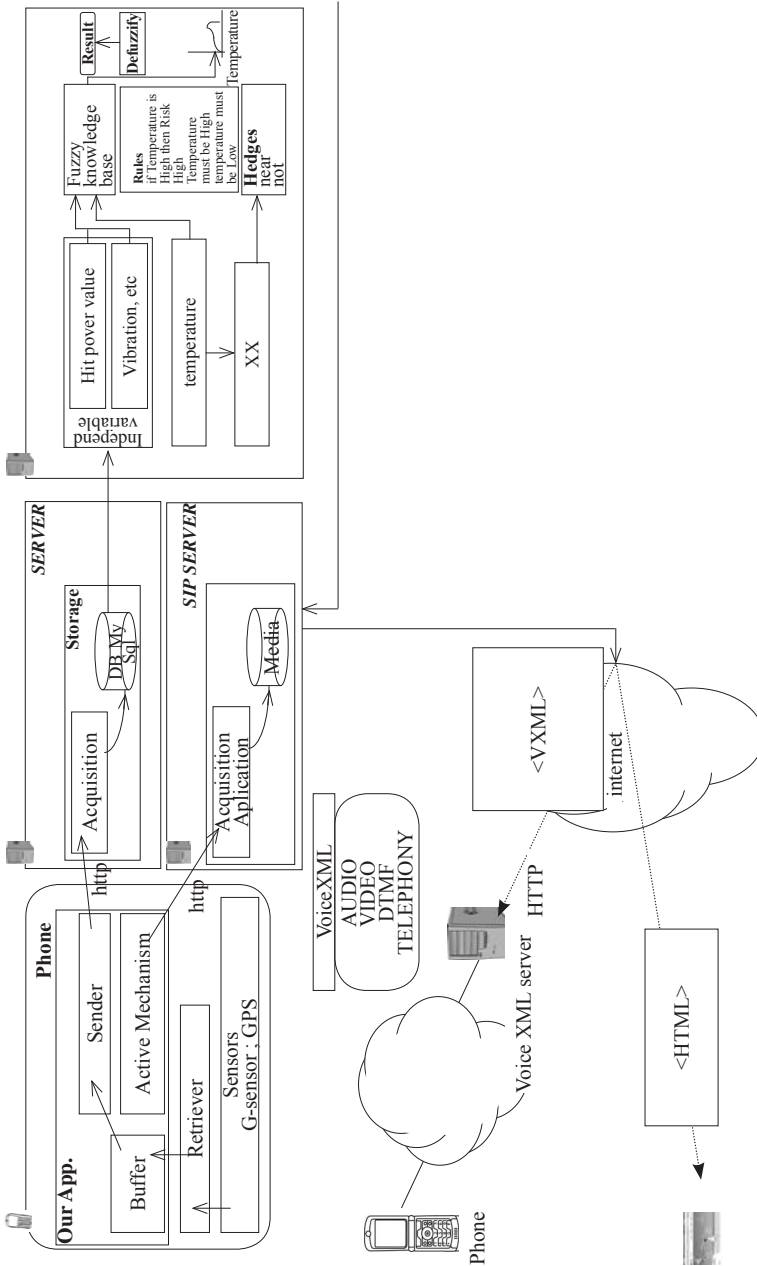 Phone
Our App.
Buffer
Sender
Active Mechanism
Retriever
Sensors
G-sensor , GPS
http
http
SERVER
Storage
Acquisition
DB My
Sql
SIP SERVER
Acquisition
Aplication
Media
Independ
variable
Hit pover value
Vibration, etc
temperature
XX
Fuzzy
knowledge
base
Result
Defuzzify
Temperature
Rules
if Temperature is
High then Risk
High
Temperature
must be High
temperature must
be Low
Hedges
near
not
VoiceXML
AUDIO
VIDEO
DTMF
TELEPHONY
Phone
Voice XML server
HTTP
<VXML>
internet
<HTML>